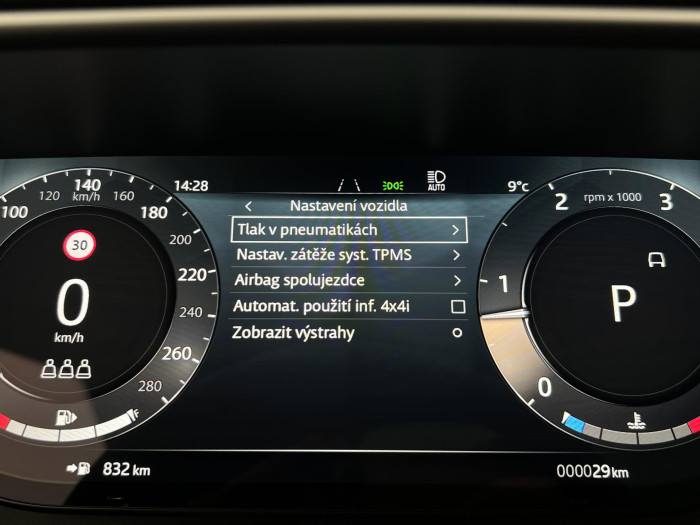 14:28
AUTO
9°c
100
120
140
km/h
160
180
200
220
240
260
280
30
0
km/h
832 km
Nastavení vozidla
Tlak v pneumatikách
Nastav. zátěže syst. TPMS
Airbag spolujezdce
Automat. použití inf. 4x4i
Zobrazit výstrahy
2
rpm x 1000
3
1
0
P
000029km